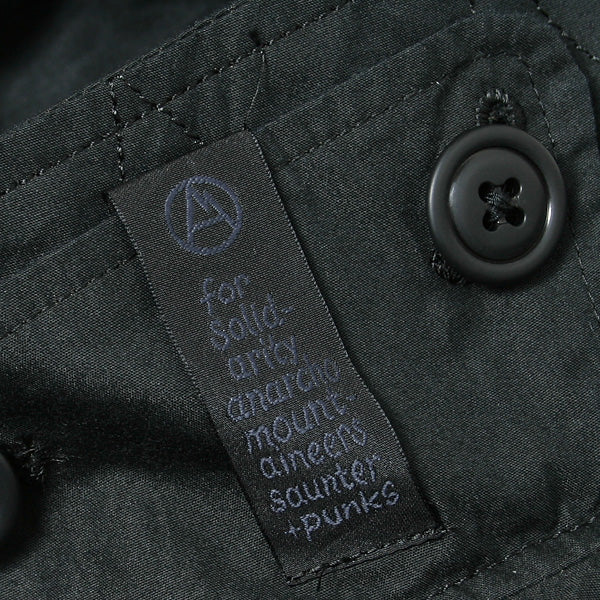 for
solid-
arity,
anarcho
mount-
aineers
saunter
+punks